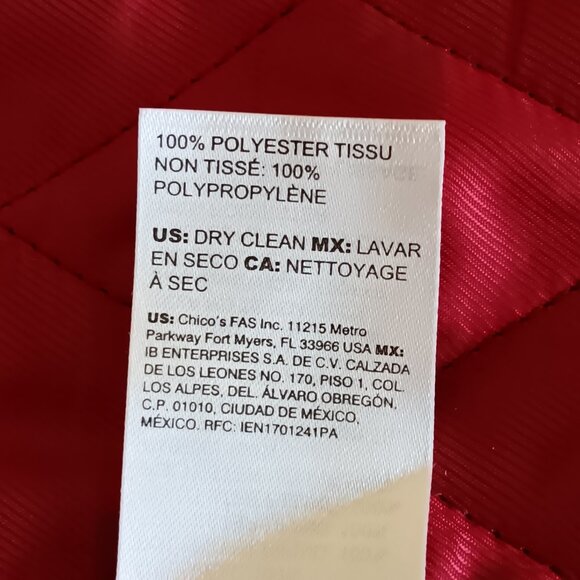 100% POLYESTER TISSU
NON TISSÉ: 100%
POLYPROPYLÈNE
US: DRY CLEAN MX: LAVAR
EN SECO CA: NETTOYAGE
À SEC
US: Chico's FAS Inc. 11215 Metro
Parkway Fort Myers, FL 33966 USA MX:
IB ENTERPRISES S.A. DE C.V. CALZADA
DE LOS LEONES NO. 170, PISO 1, COL.
LOS ALPES, DEL. ÁLVARO OBREGÓN,
C.P. 01010, CIUDAD DE MÉXICO,
MÉXICO. RFC: IEN1701241PA